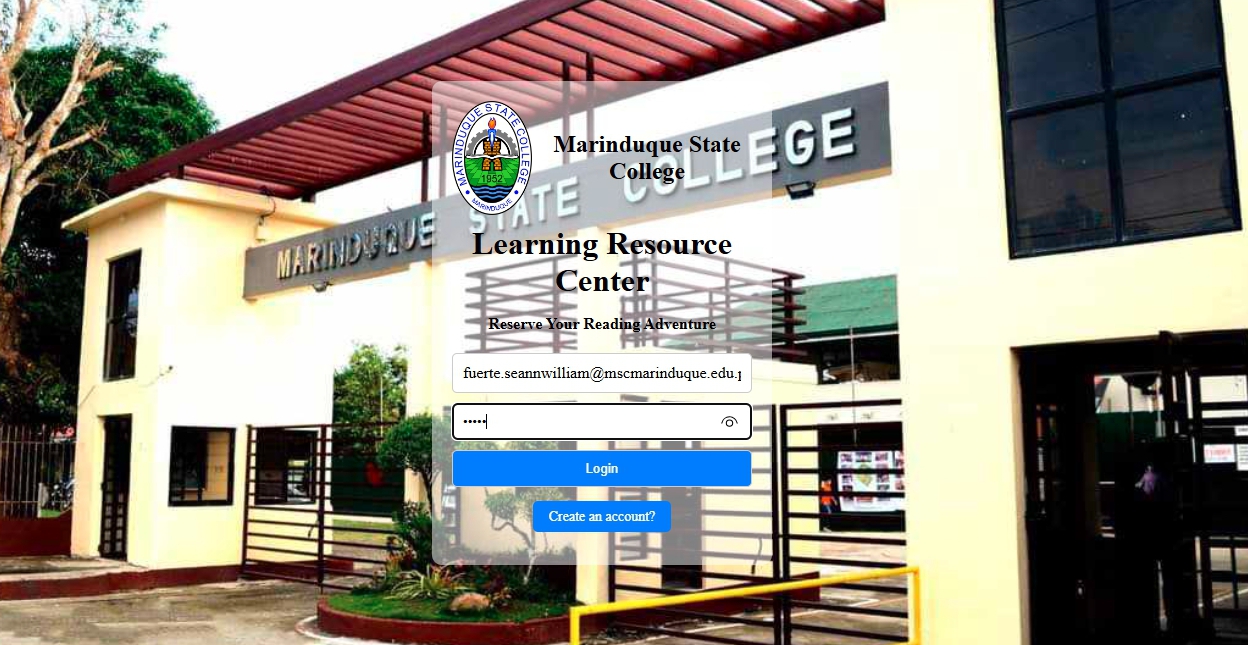 MARINDUQUE STATE COLLEGE
MARINDUQUE STATE COLLEGE
1952
MARINDUQUE
Marinduque State
College
Learning Resource
Center
Reserve Your Reading Adventure
fuerte.seannwilliam@mscmarinduque.edu.p
•••••
Login
Create an account?